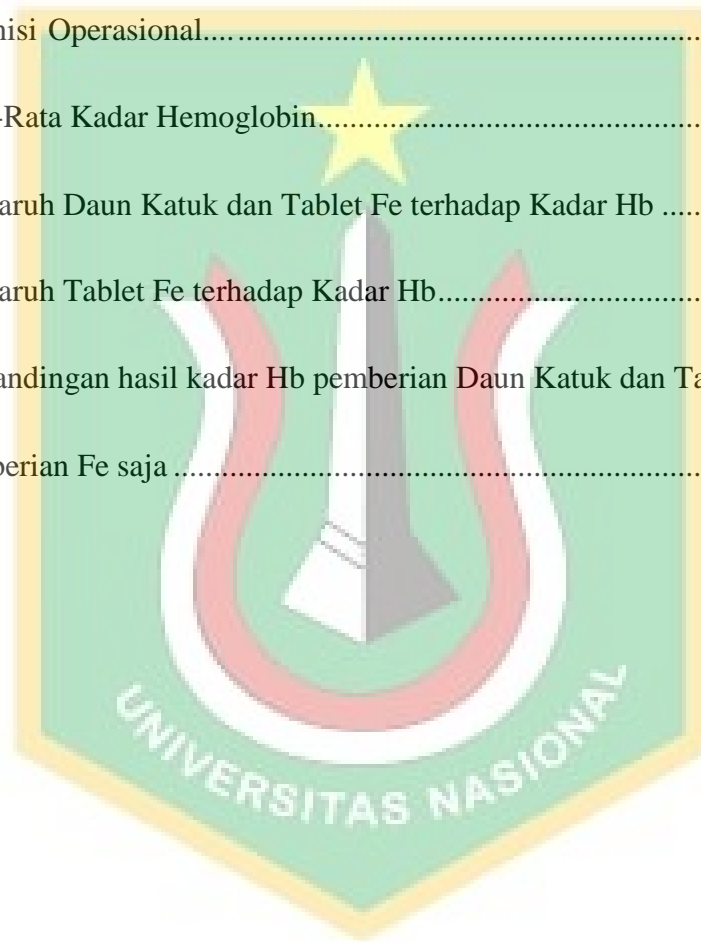 nisi Operasional.............................................................................
-Rata Kadar Hemoglobin.............................................................
aruh Daun Katuk dan Tablet Fe terhadap Kadar Hb ......
aruh Tablet Fe terhadap Kadar Hb.........................................
andingan hasil kadar Hb pemberian Daun Katuk dan Ta
berian Fe saja ................................................................................
UNIVERSITAS NASIONAL